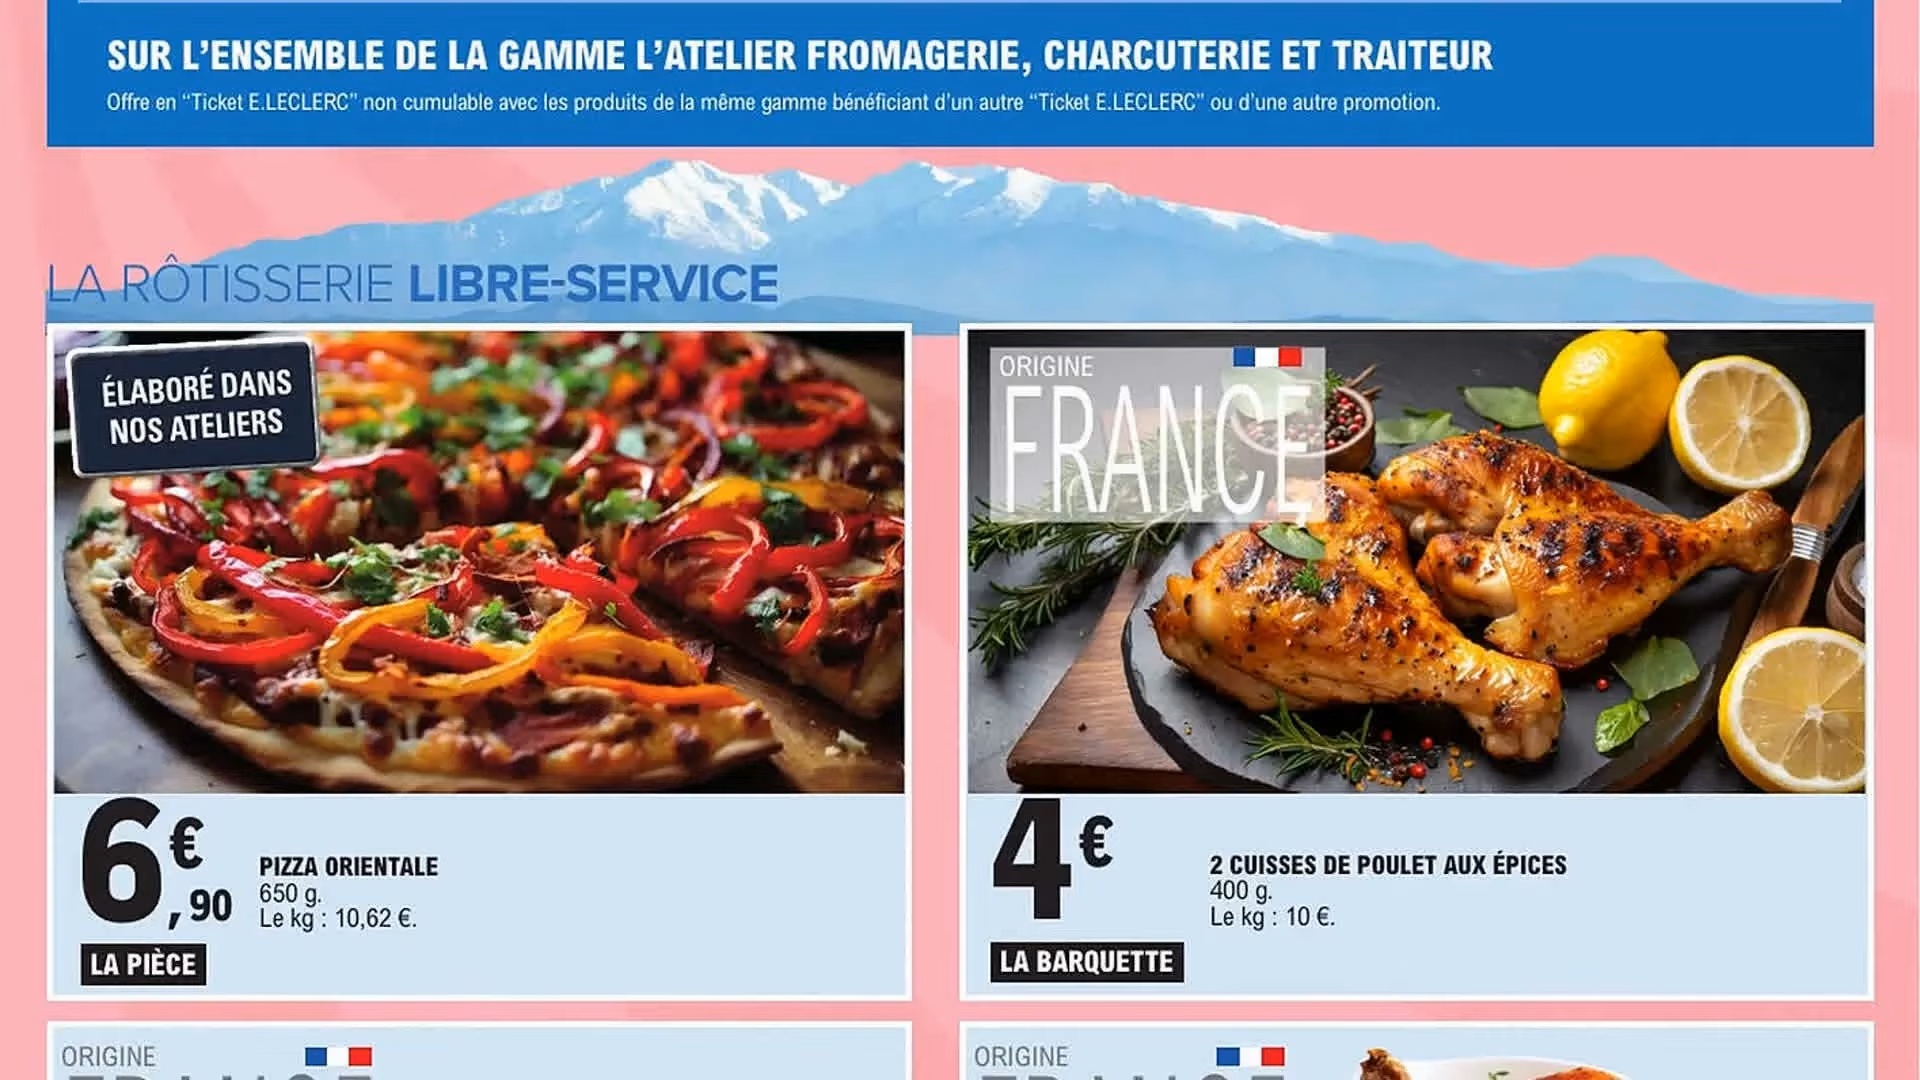 SUR L’ENSEMBLE DE LA GAMME L’ATELIER FROMAGERIE, CHARCUTERIE ET TRAITEUR
Offre en “Ticket E.LECLERC” non cumulable avec les produits de la même gamme bénéficiant d’un autre “Ticket E.LECLERC” ou d’une autre promotion.
LA RÔTISSERIE LIBRE-SERVICE
ÉLABORÉ DANS
NOS ATELIERS
6€,90
PIZZA ORIENTALE
650 g.
Le kg : 10,62 €.
LA PIÈCE
ORIGINE
FRANCE
4€
2 CUISSES DE POULET AUX ÉPICES
400 g.
Le kg : 10 €.
LA BARQUETTE
ORIGINE
FRANCE
ORIGINE
FRANCE